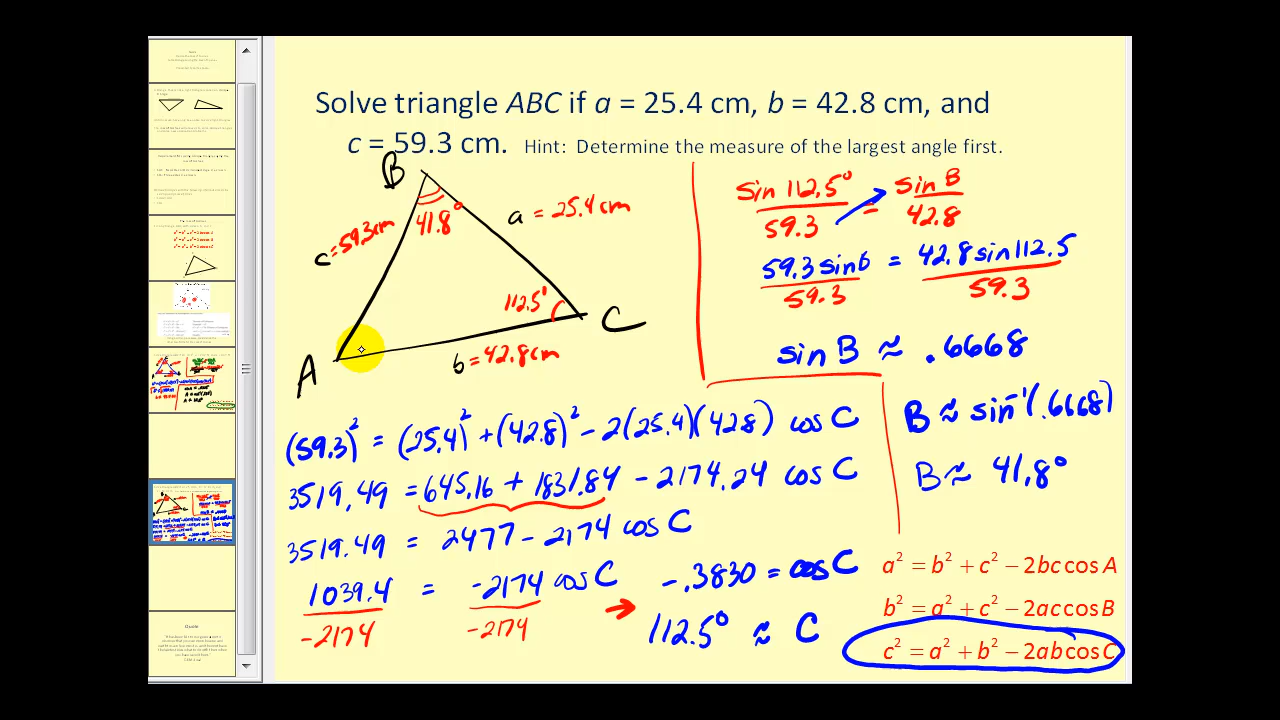 Solve triangle ABC if a = 25.4 cm, b = 42.8 cm, and
c = 59.3 cm. Hint: Determine the measure of the largest angle first.
B
41.8°
a = 25.4 cm
c = 59.3cm
112.5°
C
b = 42.8cm
A
sin 112.5° / 59.3 = sin B / 42.8
59.3 sin B / 59.3 = 42.8 sin 112.5 / 59.3
sin B ≈ .6668
B ≈ sin⁻¹(.6668)
B ≈ 41.8°
(59.3)² = (25.4)² + (42.8)² - 2(25.4)(42.8) cos C
3519.49 = 645.16 + 1831.84 - 2174.24 cos C
3519.49 = 2477 - 2174 cos C
1039.4 / -2174 = -2174 cos C / -2174
-.3830 = cos C
112.5° ≈ C
a² = b² + c² - 2bc cos A
b² = a² + c² - 2ac cos B
c² = a² + b² - 2ab cos C